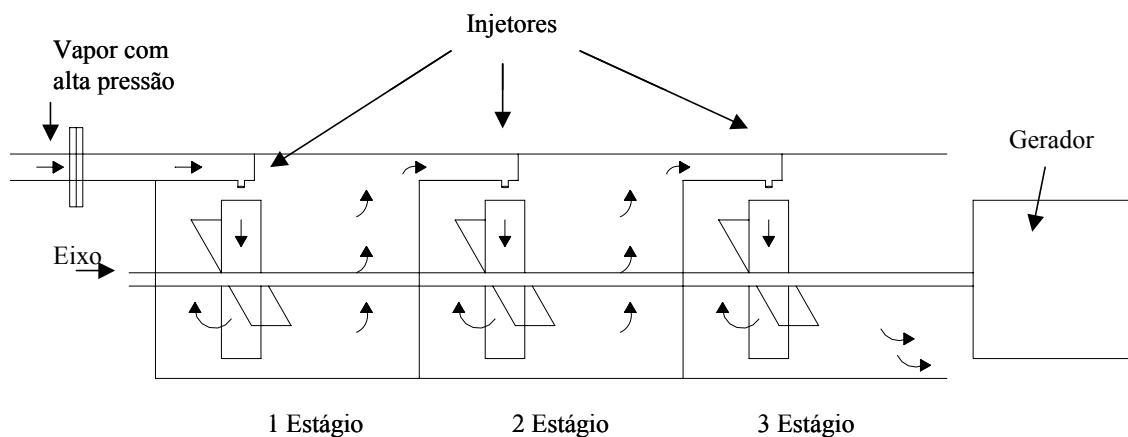 Injetores
Vapor com
alta pressão
Gerador
Eixo
1 Estágio
2 Estágio
3 Estágio